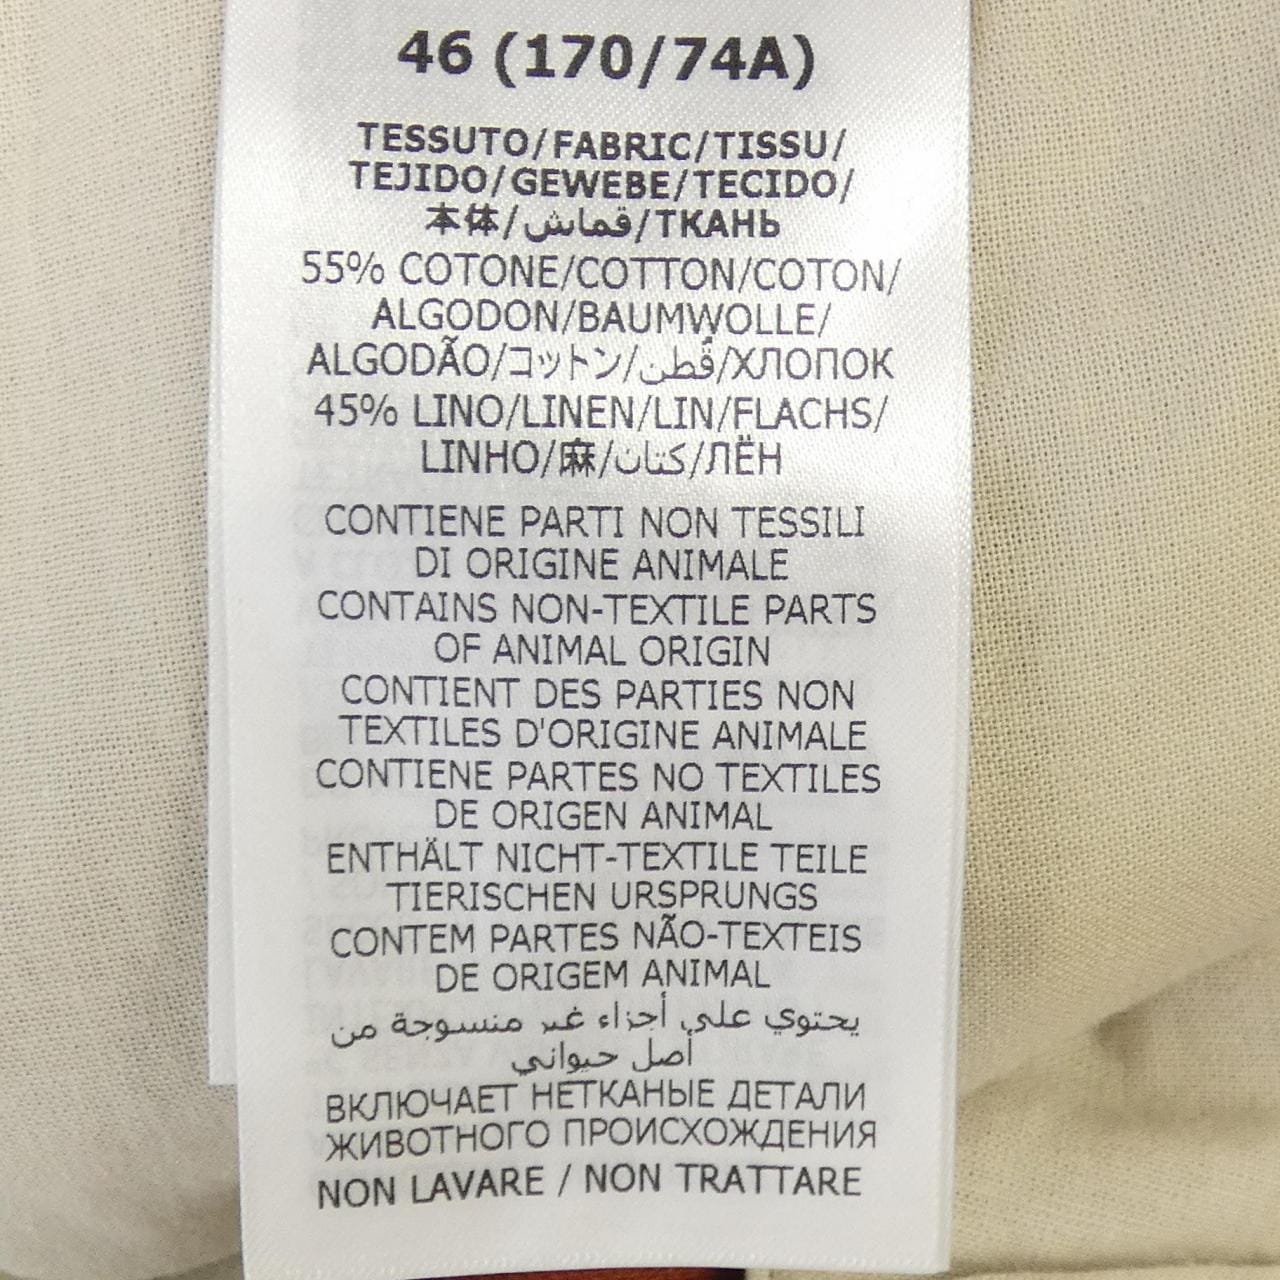 46 (170/74A)
TESSUTO/FABRIC/TISSU/
TEJIDO/GEWEBE/TECIDO/
本体/قماش/ТКАНЬ
55% COTONE/COTTON/COTON/
ALGODON/BAUMWOLLE/
ALGODÃO/コットン/قُطن/ХЛОПОК
45% LINO/LINEN/LIN/FLACHS/
LINHO/麻/كتان/ЛЁН
CONTIENE PARTI NON TESSILI
DI ORIGINE ANIMALE
CONTAINS NON-TEXTILE PARTS
OF ANIMAL ORIGIN
CONTIENT DES PARTIES NON
TEXTILES D'ORIGINE ANIMALE
CONTIENE PARTES NO TEXTILES
DE ORIGEN ANIMAL
ENTHÄLT NICHT-TEXTILE TEILE
TIERISCHEN URSPRUNGS
CONTEM PARTES NÃO-TEXTEIS
DE ORIGEM ANIMAL
يحتوي على أجزاء غير منسوجة من
أصل حيواني
ВКЛЮЧАЕТ НЕТКАНЫЕ ДЕТАЛИ
ЖИВОТНОГО ПРОИСХОЖДЕНИЯ
NON LAVARE / NON TRATTARE